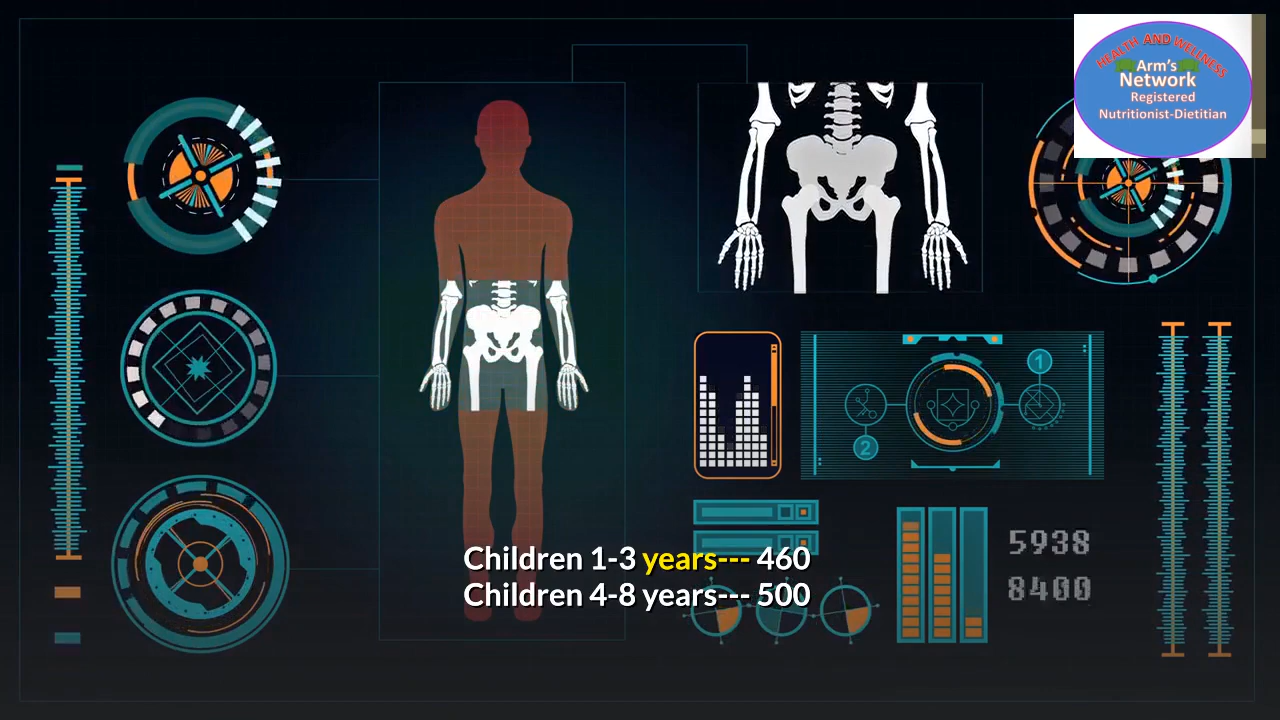 HEALTH AND WELLNESS
Arm's
Network
Registered
Nutritionist-Dietitian
1
2
5938
8400
Children 1-3 years--- 460
Children 4-8 years--- 500